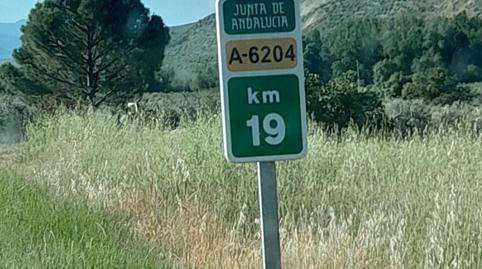 JUNTA DE
ANDALUCIA
A-6204
km
19